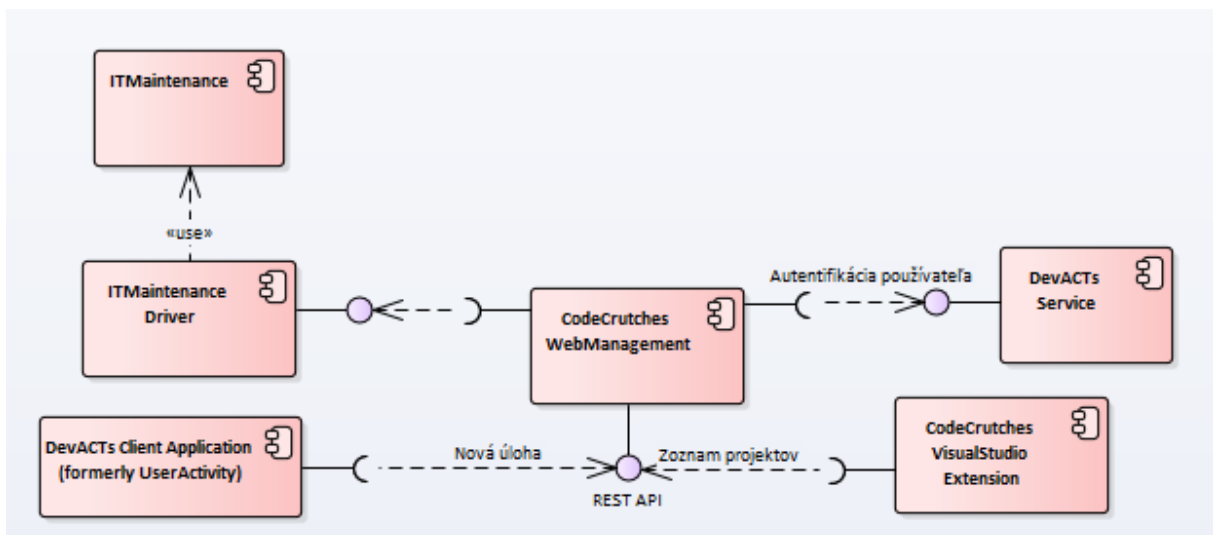 ITMaintenance
«use»
ITMaintenance
Driver
Autentifikácia používateľa
DevACTs
Service
CodeCrutches
WebManagement
DevACTs Client Application
(formerly UserActivity)
Nová úloha
Zoznam projektov
REST API
CodeCrutches
VisualStudio
Extension